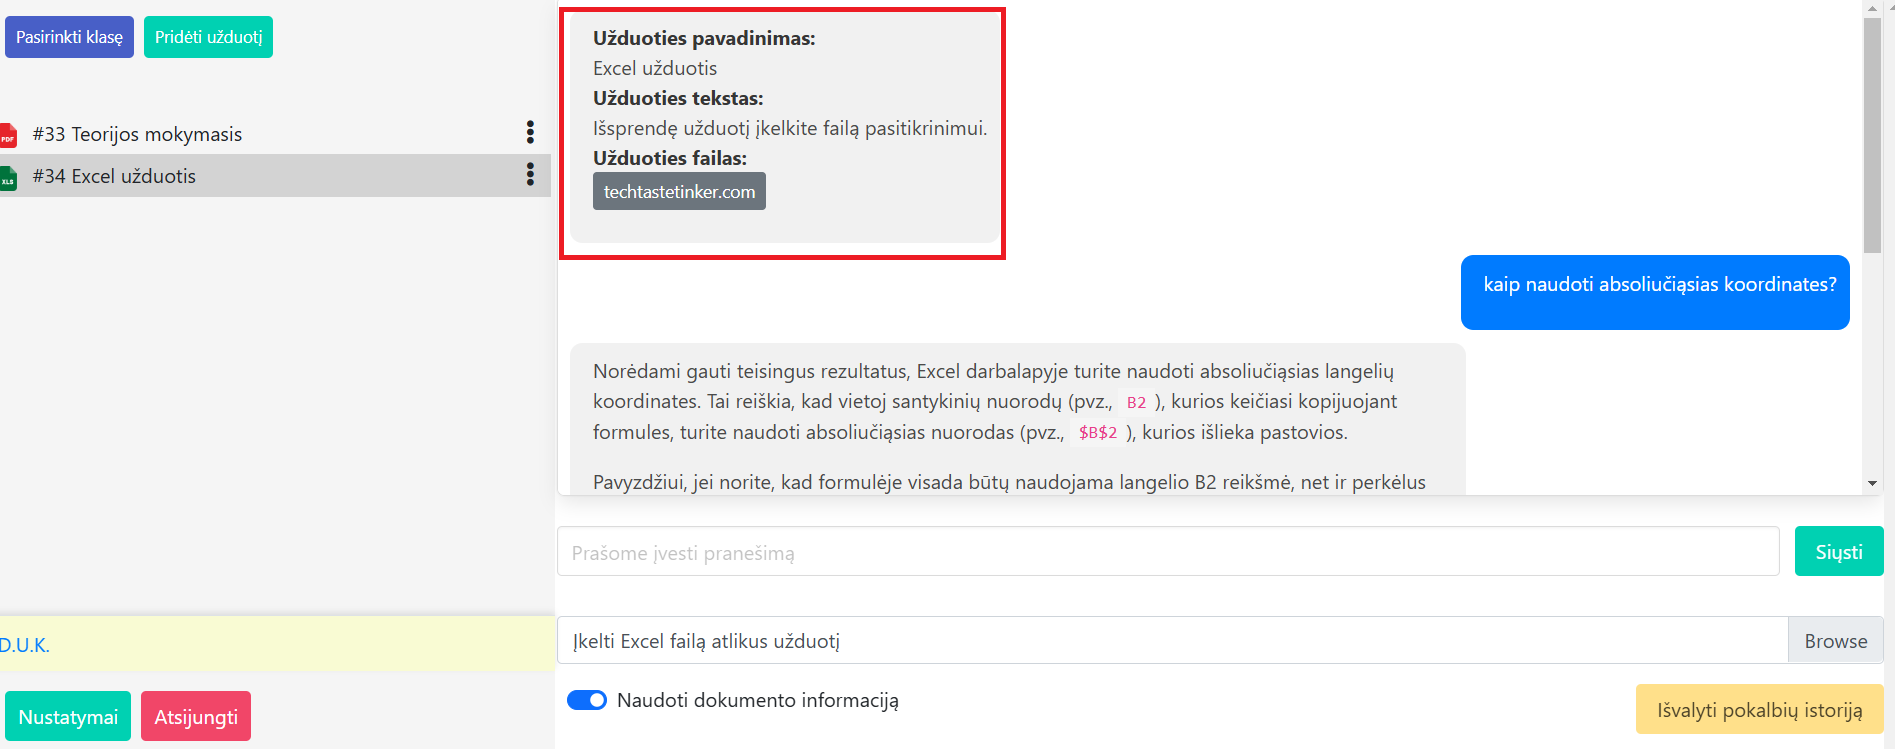 Pasirinkti klasę
Pridėti užduotį
PDF
#33 Teorijos mokymasis
XLS
#34 Excel užduotis
Užduoties pavadinimas:
Excel užduotis
Užduoties tekstas:
Išsprendę užduotį įkelkite failą pasitikrinimui.
Užduoties failas:
techtastetinker.com
kaip naudoti absoliučiąsias koordinates?
Norėdami gauti teisingus rezultatus, Excel darbalapyje turite naudoti absoliučiąsias langelių
koordinates. Tai reiškia, kad vietoj santykinių nuorodų (pvz., B2 ), kurios keičiasi kopijuojant
formules, turite naudoti absoliučiąsias nuorodas (pvz., $B$2 ), kurios išlieka pastovios.
Pavyzdžiui, jei norite, kad formulėje visada būtų naudojama langelio B2 reikšmė, net ir perkėlus
Prašome įvesti pranešimą
Siųsti
D.U.K.
Įkelti Excel failą atlikus užduotį
Browse
Naudoti dokumento informaciją
Nustatymai
Atsijungti
Išvalyti pokalbių istoriją